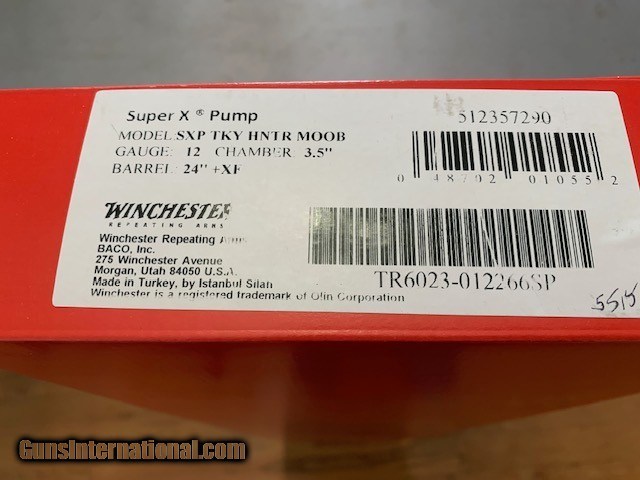 Super X ® Pump
MODEL SXP TKY HNTR MOOB
GAUGE: 12 CHAMBER 3.5"
BARREL 24" +XF
512357290
0 48702 01055 2
WINCHESTER
REPEATING ARMS
Winchester Repeating Arms
BACO, Inc.
275 Winchester Avenue
Morgan, Utah 84050 U.S.A.
Made in Turkey, by Istanbul Silah
Winchester is a registered trademark of Olin Corporation
TR6023-012266SP
GunsInternational.com